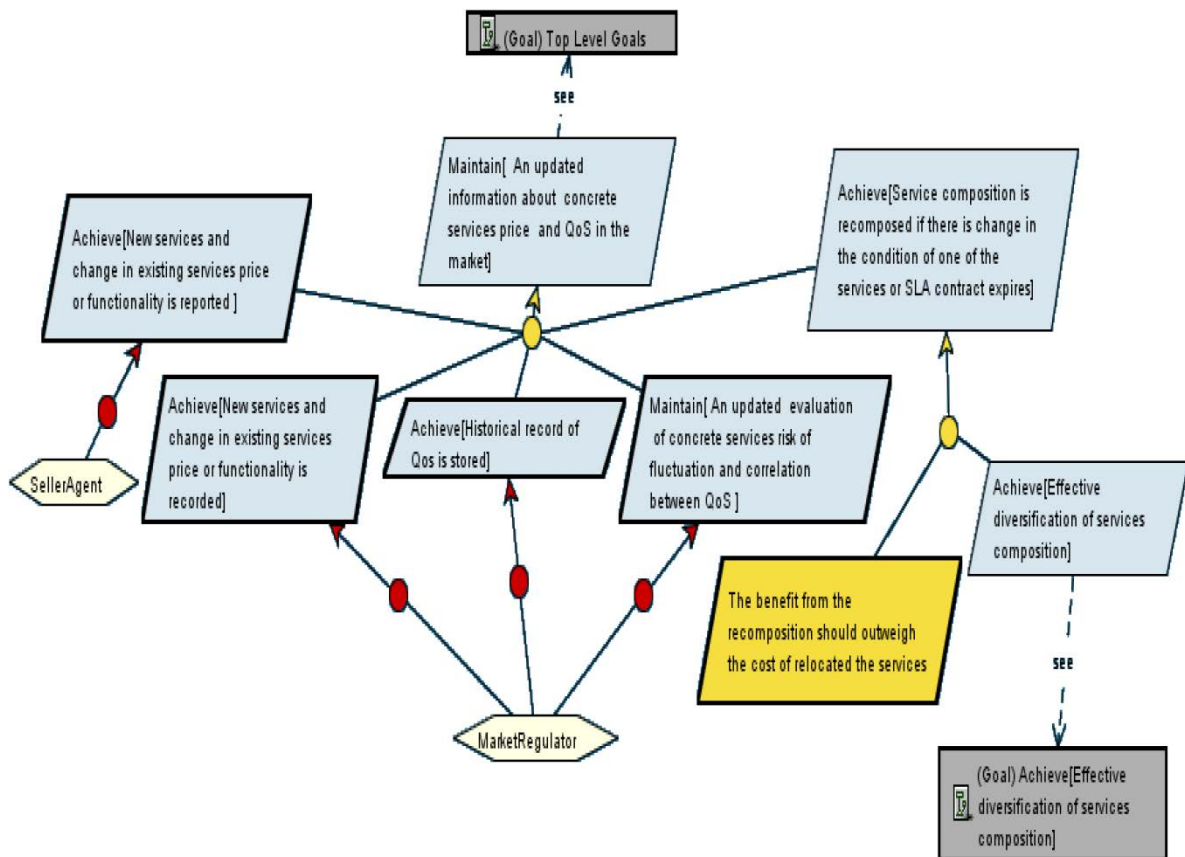 (Goal) Top Level Goals
see
Maintain[ An updated
information about concrete
services price and QoS in the
market]
Achieve[Service composition is
recomposed if there is change in
the condition of one of the
services or SLA contract expires]
Achieve[New services and
change in existing services price
or functionality is reported ]
Achieve[New services and
change in existing services
price or functionality is
recorded]
Achieve[Historical record of
Qos is stored]
Maintain[ An updated evaluation
of concrete services risk of
fluctuation and correlation
between QoS ]
SellerAgent
Achieve[Effective
diversification of services
composition]
The benefit from the
recomposition should outweigh
the cost of relocated the services
see
MarketRegulator
(Goal) Achieve[Effective
diversification of services
composition]